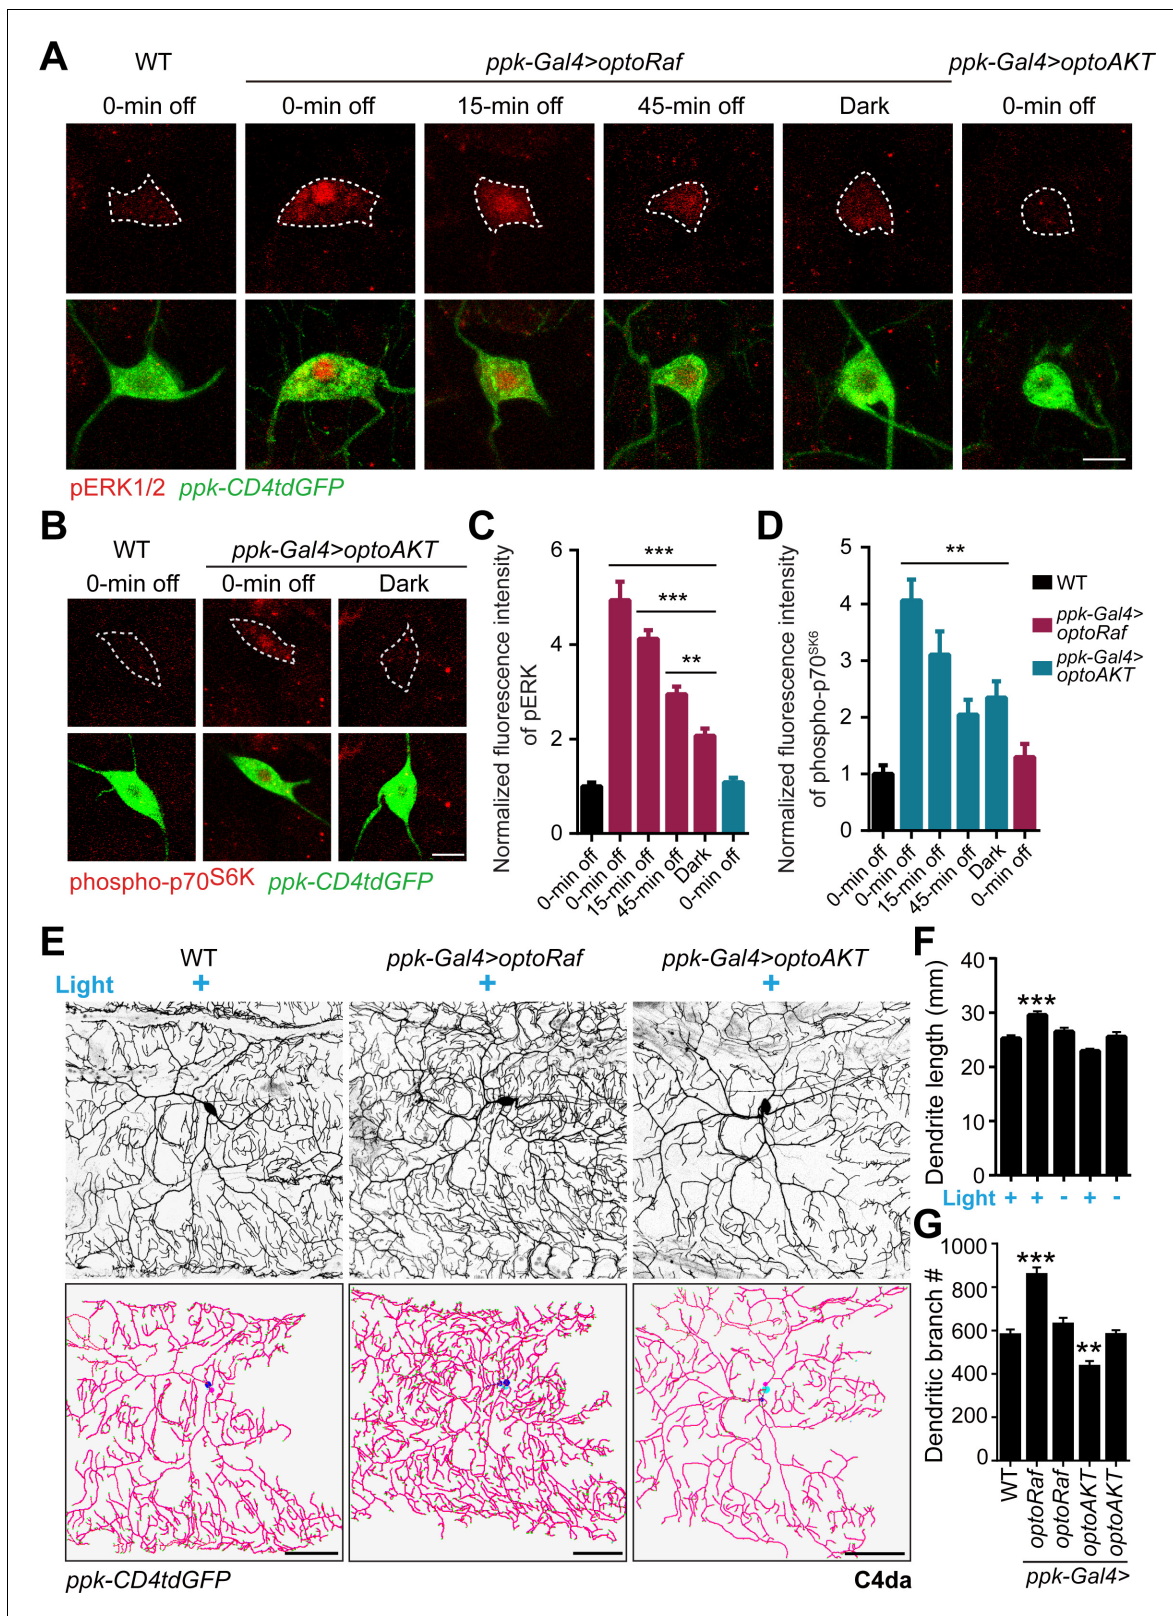 A
WT
ppk-Gal4>optoRaf
ppk-Gal4>optoAKT
0-min off
0-min off
15-min off
45-min off
Dark
0-min off
pERK1/2 ppk-CD4tdGFP
B
WT
ppk-Gal4>optoAKT
0-min off
0-min off
Dark
phospho-p70S6K ppk-CD4tdGFP
C
Normalized fluorescence intensity
of pERK
6
4
2
0
***
***
**
0-min off
0-min off
15-min off
45-min off
Dark
0-min off
D
Normalized fluorescence intensity
of phospho-p70SK6
5
4
3
2
1
0
**
0-min off
0-min off
15-min off
45-min off
Dark
0-min off
WT
ppk-Gal4>
optoRaf
ppk-Gal4>
optoAKT
E
WT
ppk-Gal4>optoRaf
ppk-Gal4>optoAKT
Light + + +
ppk-CD4tdGFP
C4da
F
Dendrite length (mm)
40
30
20
10
0
***
Light + + - + -
G
Dendritic branch #
1000
800
600
400
200
0
***
**
WT
optoRaf
optoRaf
optoAKT
optoAKT
ppk-Gal4>